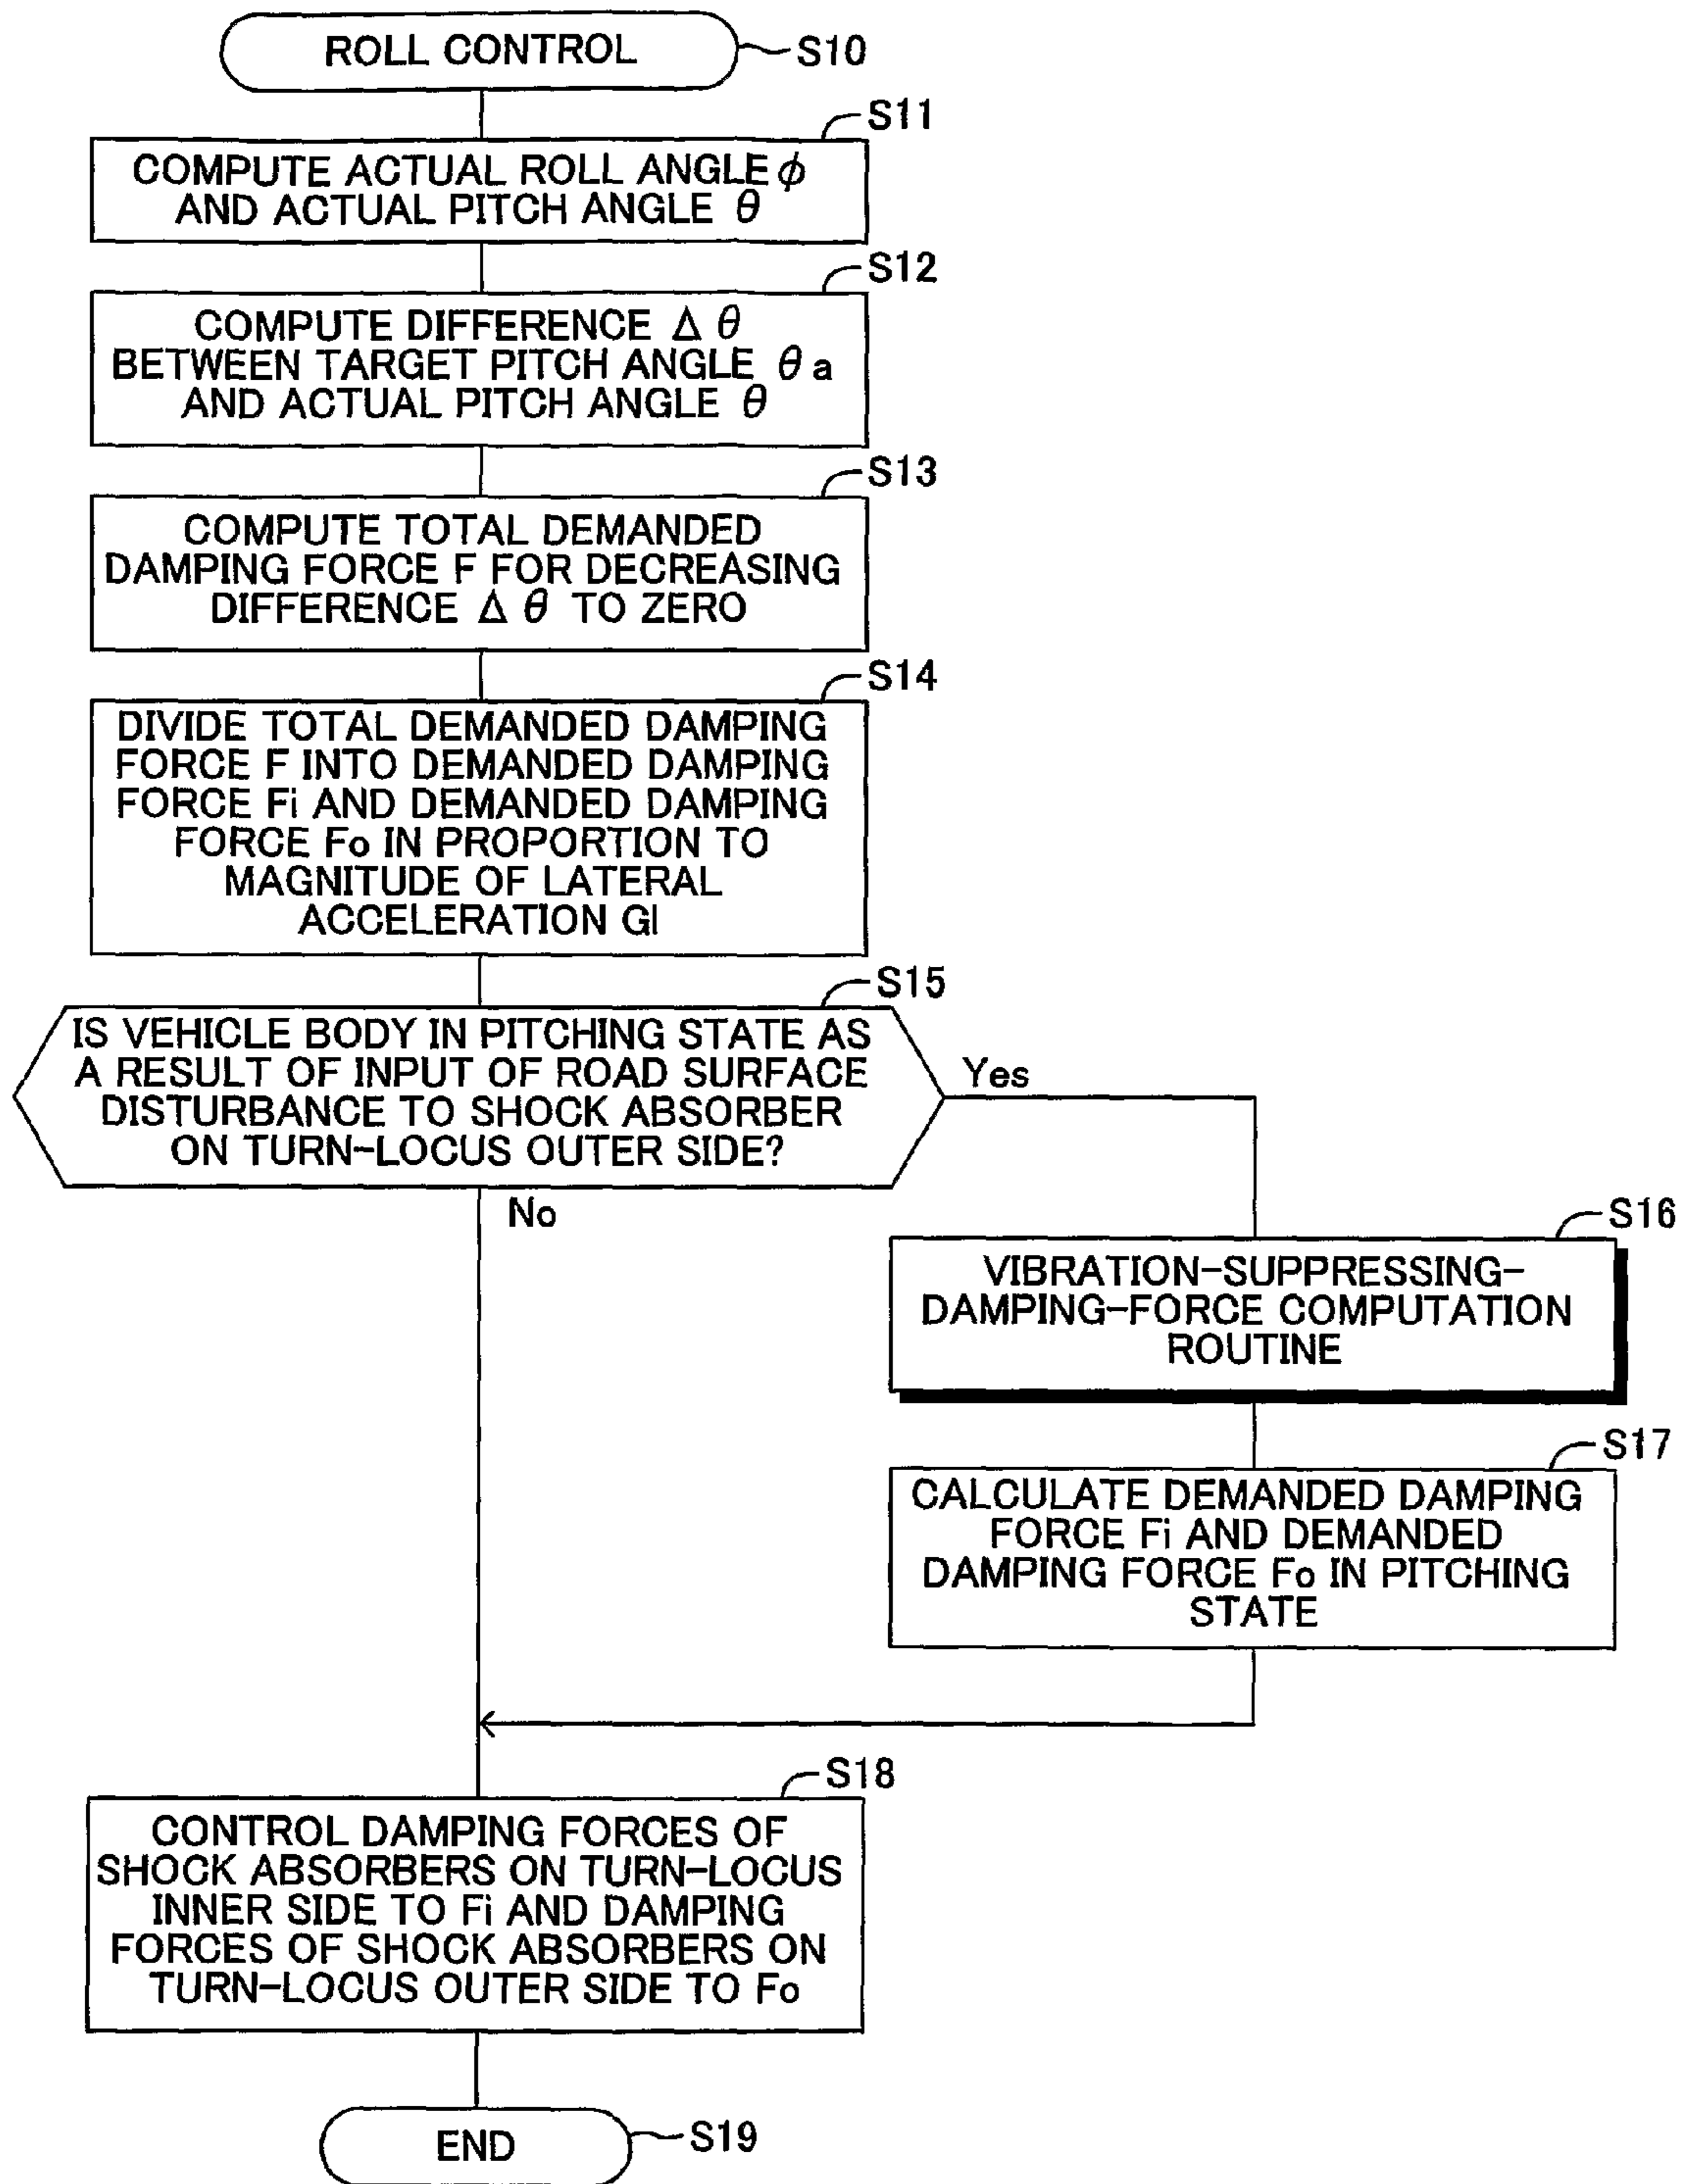 ROLL CONTROL
S10
S11
COMPUTE ACTUAL ROLL ANGLE ϕ
AND ACTUAL PITCH ANGLE θ
S12
COMPUTE DIFFERENCE Δ θ
BETWEEN TARGET PITCH ANGLE θ a
AND ACTUAL PITCH ANGLE θ
S13
COMPUTE TOTAL DEMANDED
DAMPING FORCE F FOR DECREASING
DIFFERENCE Δ θ TO ZERO
S14
DIVIDE TOTAL DEMANDED DAMPING
FORCE F INTO DEMANDED DAMPING
FORCE Fi AND DEMANDED DAMPING
FORCE Fo IN PROPORTION TO
MAGNITUDE OF LATERAL
ACCELERATION Gl
S15
IS VEHICLE BODY IN PITCHING STATE AS
A RESULT OF INPUT OF ROAD SURFACE
DISTURBANCE TO SHOCK ABSORBER
ON TURN-LOCUS OUTER SIDE?
Yes
No
S16
VIBRATION-SUPPRESSING-
DAMPING-FORCE COMPUTATION
ROUTINE
S17
CALCULATE DEMANDED DAMPING
FORCE Fi AND DEMANDED
DAMPING FORCE Fo IN PITCHING
STATE
S18
CONTROL DAMPING FORCES OF
SHOCK ABSORBERS ON TURN-LOCUS
INNER SIDE TO Fi AND DAMPING
FORCES OF SHOCK ABSORBERS ON
TURN-LOCUS OUTER SIDE TO Fo
END
S19